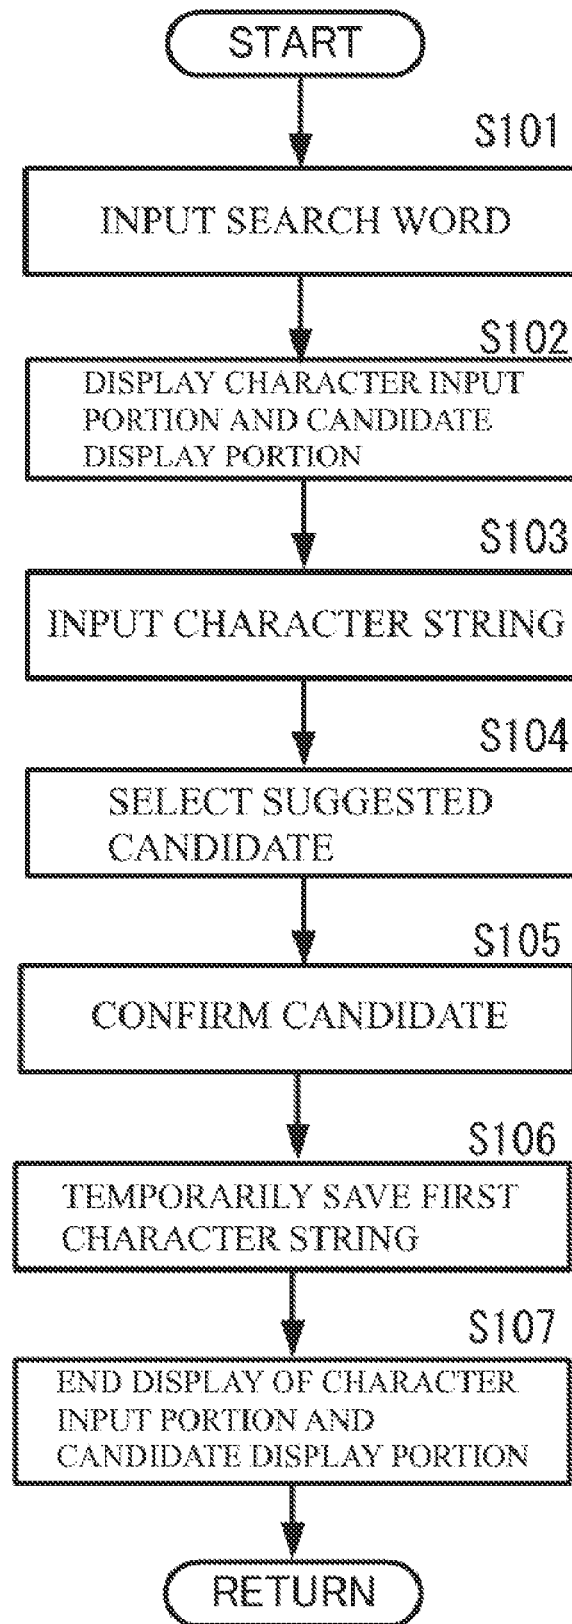 START
S101
INPUT SEARCH WORD
S102
DISPLAY CHARACTER INPUT
PORTION AND CANDIDATE
DISPLAY PORTION
S103
INPUT CHARACTER STRING
S104
SELECT SUGGESTED
CANDIDATE
S105
CONFIRM CANDIDATE
S106
TEMPORARILY SAVE FIRST
CHARACTER STRING
S107
END DISPLAY OF CHARACTER
INPUT PORTION AND
CANDIDATE DISPLAY PORTION
RETURN